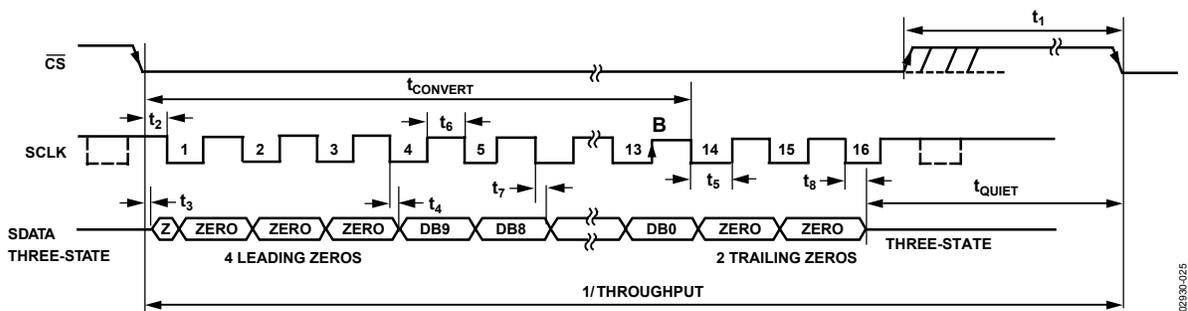 t1
CS
tCONVERT
t2
t6
B
SCLK
1 2 3 4 5 13 14 15 16
t3
t4
t7
t5
t8
tQUIET
SDATA
THREE-STATE
Z ZERO ZERO ZERO DB9 DB8 DB0 ZERO ZERO
THREE-STATE
4 LEADING ZEROS
2 TRAILING ZEROS
1/THROUGHPUT
02930-025